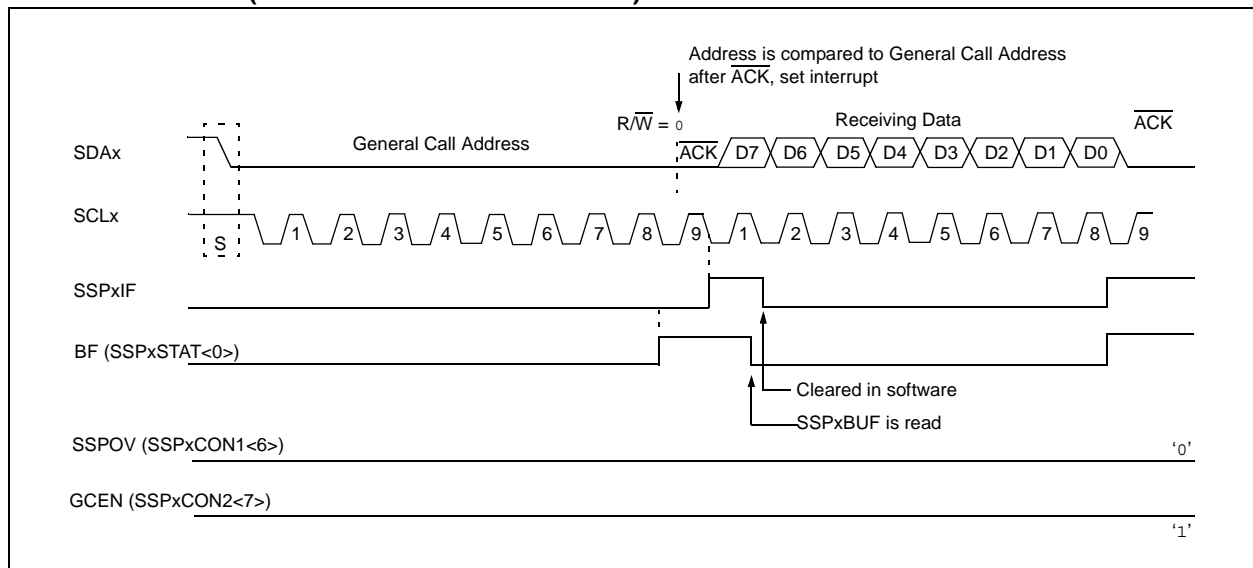 Address is compared to General Call Address
after ACK, set interrupt
R/W = 0
Receiving Data
ACK
SDAx
General Call Address
ACK D7 D6 D5 D4 D3 D2 D1 D0
SCLx
S 1 2 3 4 5 6 7 8 9 1 2 3 4 5 6 7 8 9
SSPxIF
BF (SSPxSTAT<0>)
Cleared in software
SSPxBUF is read
SSPOV (SSPxCON1<6>)
‘0’
GCEN (SSPxCON2<7>)
‘1’